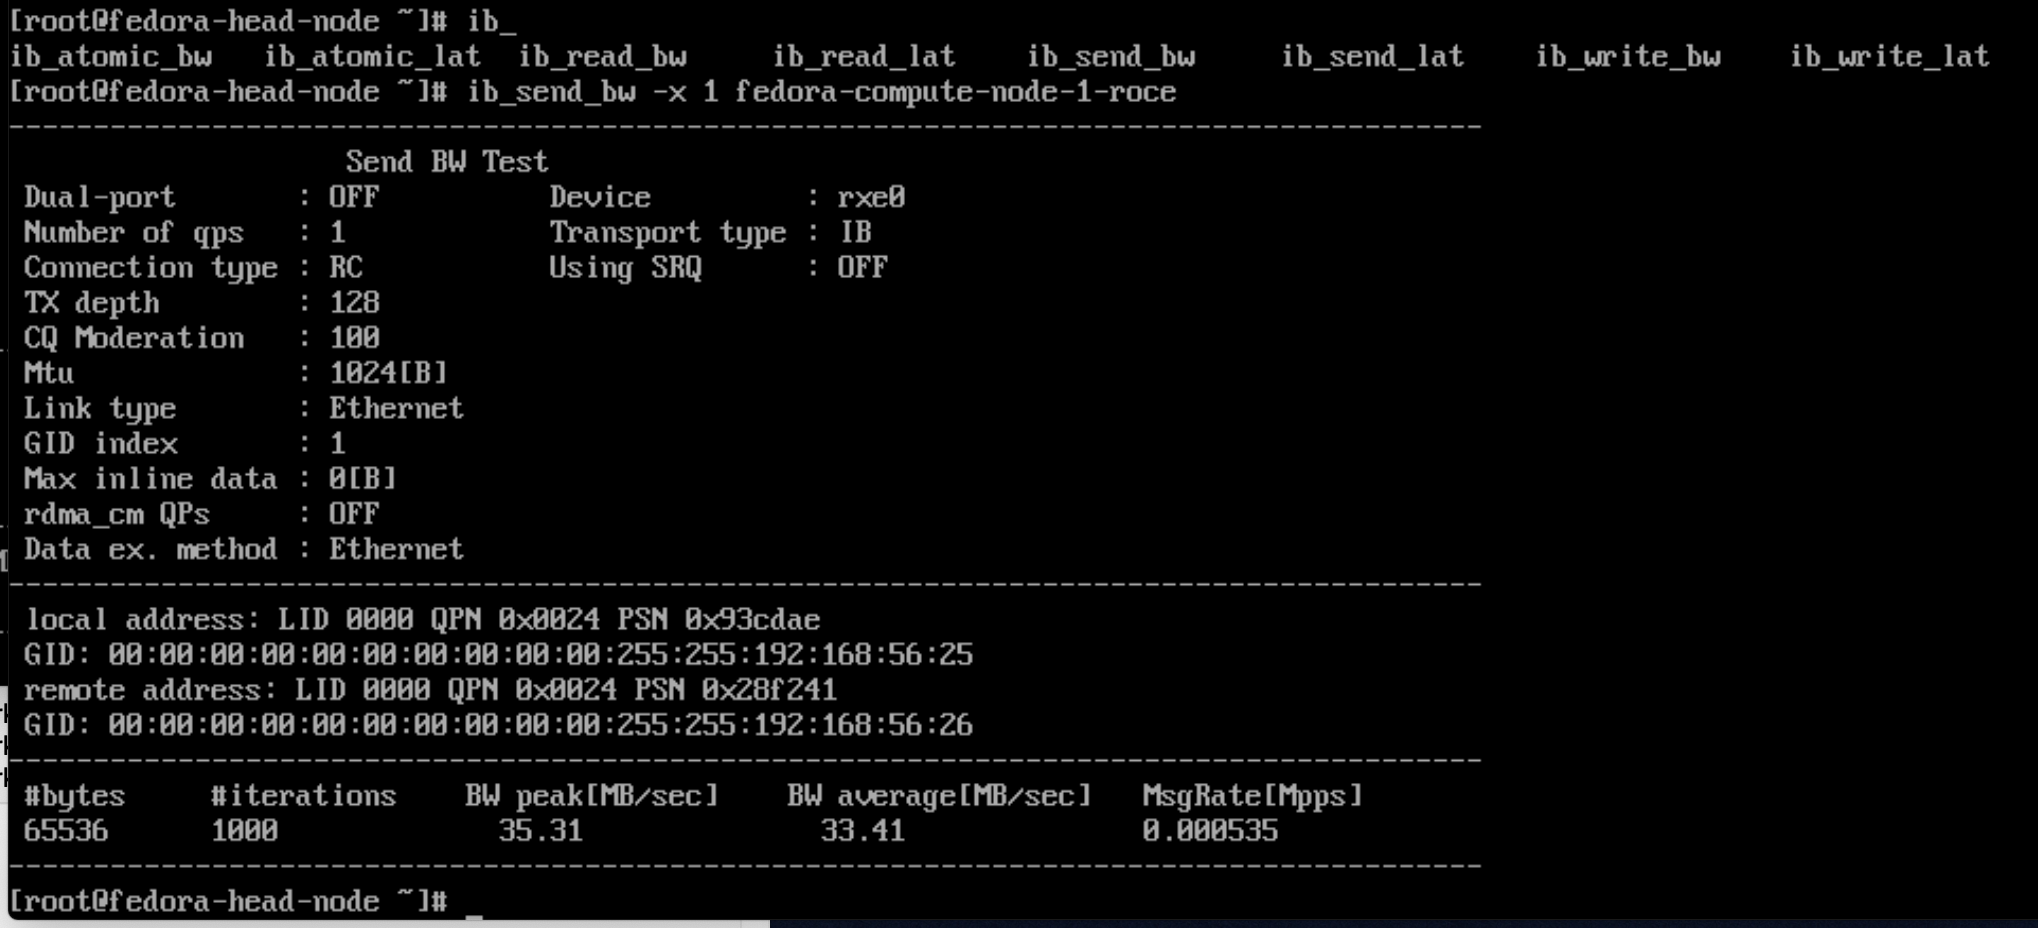 [root@fedora-head-node ~]# ib_
ib_atomic_bw   ib_atomic_lat  ib_read_bw     ib_read_lat    ib_send_bw     ib_send_lat    ib_write_bw    ib_write_lat
[root@fedora-head-node ~]# ib_send_bw -x 1 fedora-compute-node-1-roce
---------------------------------------------------------------------------------------
                    Send BW Test
 Dual-port       : OFF          Device         : rxe0
 Number of qps   : 1            Transport type : IB
 Connection type : RC           Using SRQ      : OFF
 TX depth        : 128
 CQ Moderation   : 100
 Mtu             : 1024[B]
 Link type       : Ethernet
 GID index       : 1
 Max inline data : 0[B]
 rdma_cm QPs     : OFF
 Data ex. method : Ethernet
---------------------------------------------------------------------------------------
 local address: LID 0000 QPN 0x0024 PSN 0x93cdae
 GID: 00:00:00:00:00:00:00:00:00:00:255:255:192:168:56:25
 remote address: LID 0000 QPN 0x0024 PSN 0x28f241
 GID: 00:00:00:00:00:00:00:00:00:00:255:255:192:168:56:26
---------------------------------------------------------------------------------------
 #bytes     #iterations    BW peak[MB/sec]    BW average[MB/sec]   MsgRate[Mpps]
 65536      1000             35.31              33.41              0.000535
---------------------------------------------------------------------------------------
[root@fedora-head-node ~]# _